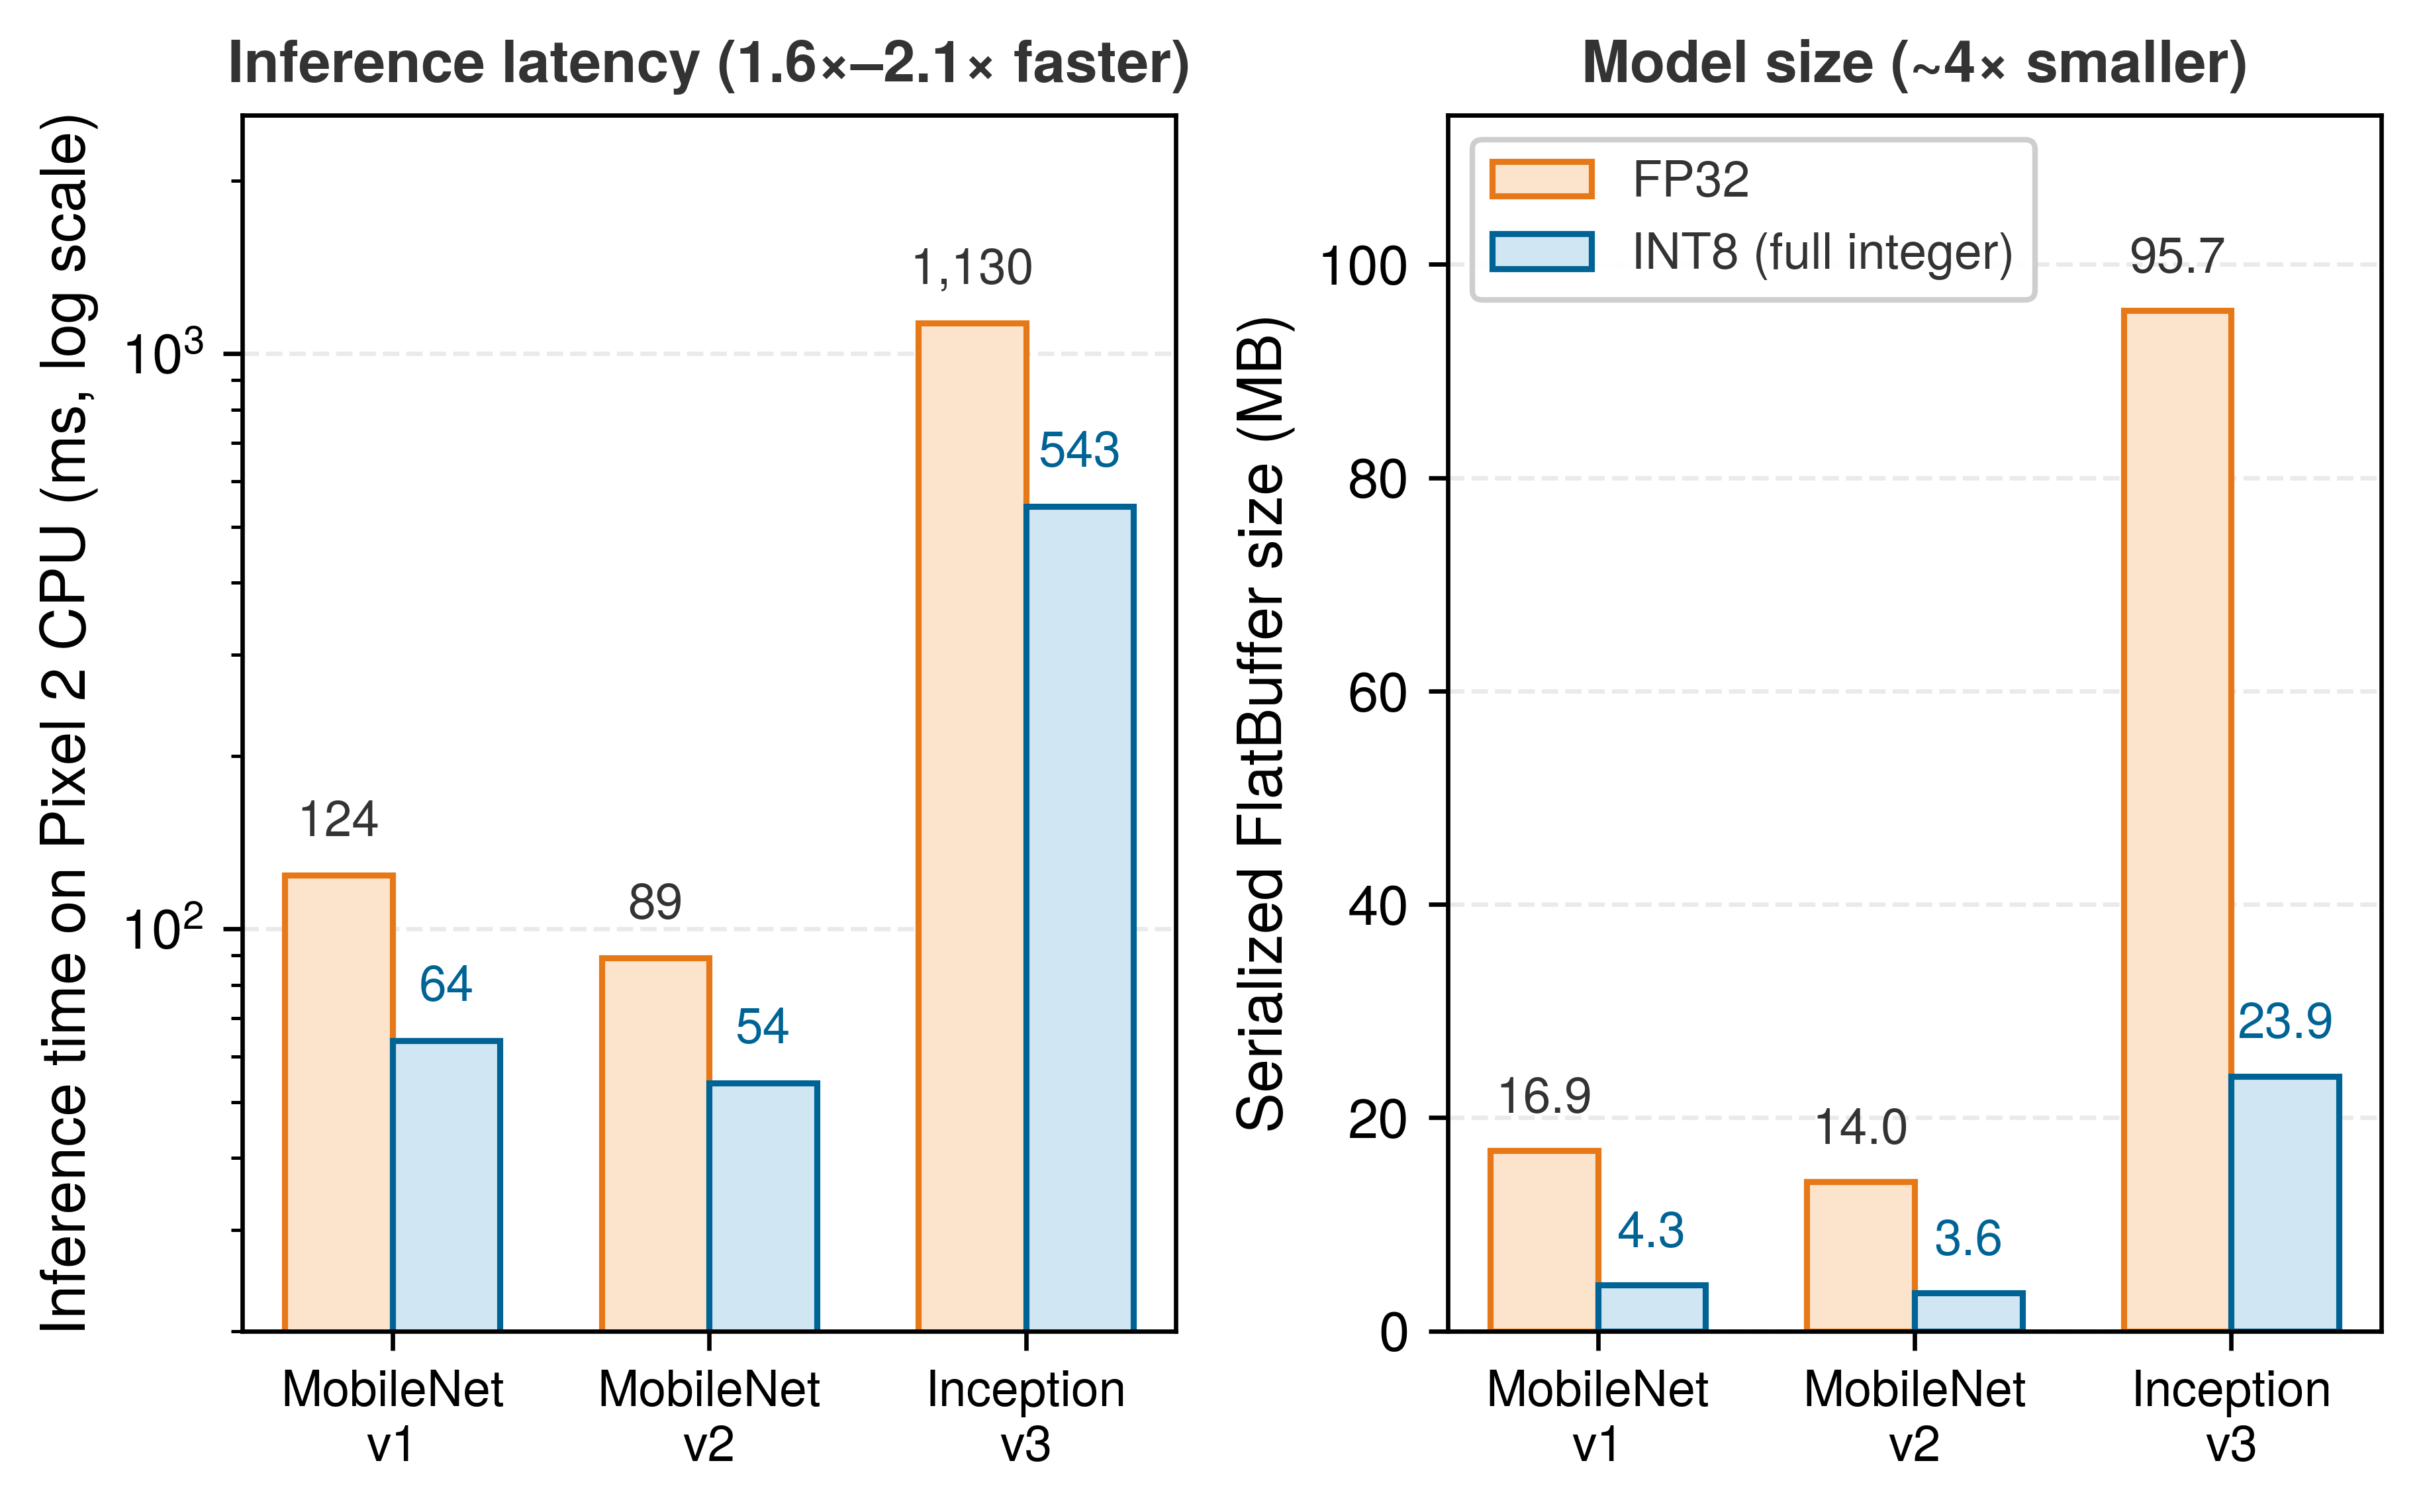 Inference latency (1.6×–2.1× faster)
Inference time on Pixel 2 CPU (ms, log scale)
10³
10²
124
64
89
54
1,130
543
MobileNet
v1
MobileNet
v2
Inception
v3
Model size (~4× smaller)
Serialized FlatBuffer size (MB)
100
80
60
40
20
0
FP32
INT8 (full integer)
16.9
4.3
14.0
3.6
95.7
23.9
MobileNet
v1
MobileNet
v2
Inception
v3